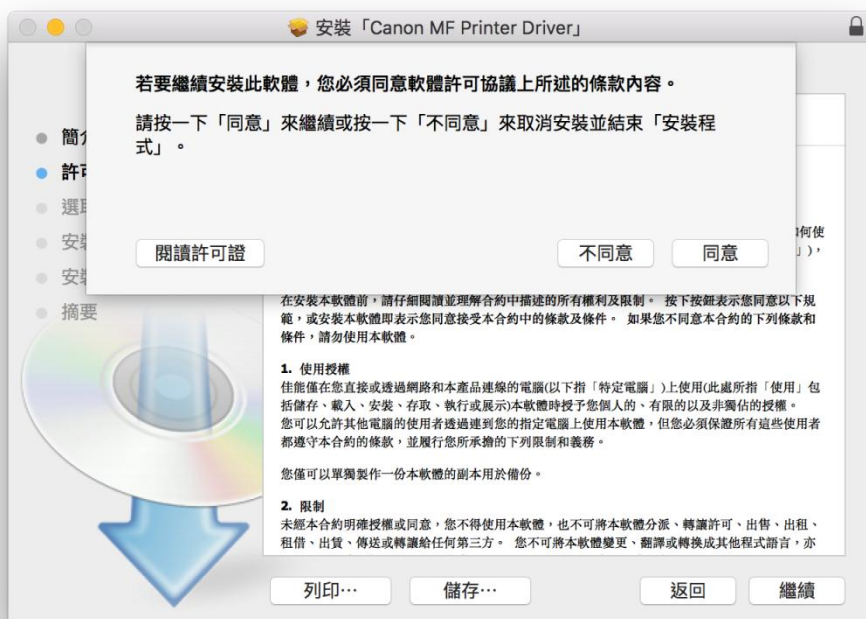 安裝「Canon MF Printer Driver」
若要繼續安裝此軟體，您必須同意軟體許可協議上所述的條款內容。
請按一下「同意」來繼續或按一下「不同意」來取消安裝並結束「安裝程
式」。
閱讀許可證
不同意
同意
簡
許
選
安
安
摘要
何使
」)，
在安裝本軟體前，請仔細閱讀並理解合約中描述的所有權利及限制。 按下按鈕表示您同意以下規
範，或安裝本軟體即表示您同意接受本合約中的條款及條件。 如果您不同意本合約的下列條款和
條件，請勿使用本軟體。
1. 使用授權
佳能僅在您直接或透過網路和本產品連線的電腦(以下指「特定電腦」)上使用(此處所指「使用」包
括儲存、載入、安裝、存取、執行或展示)本軟體時授予您個人的、有限的以及非獨佔的授權。
您可以允許其他電腦的使用者透過連到您的指定電腦上使用本軟體，但您必須保證所有這些使用者
都遵守本合約的條款，並履行您所承擔的下列限制和義務。
您僅可以單獨製作一份本軟體的副本用於備份。
2. 限制
未經本合約明確授權或同意，您不得使用本軟體，也不可將本軟體分派、轉讓許可、出售、出租、
租借、出賃、傳送或轉讓給任何第三方。 您不可將本軟體變更、翻譯或轉換成其他程式語言，亦
列印…
儲存…
返回
繼續